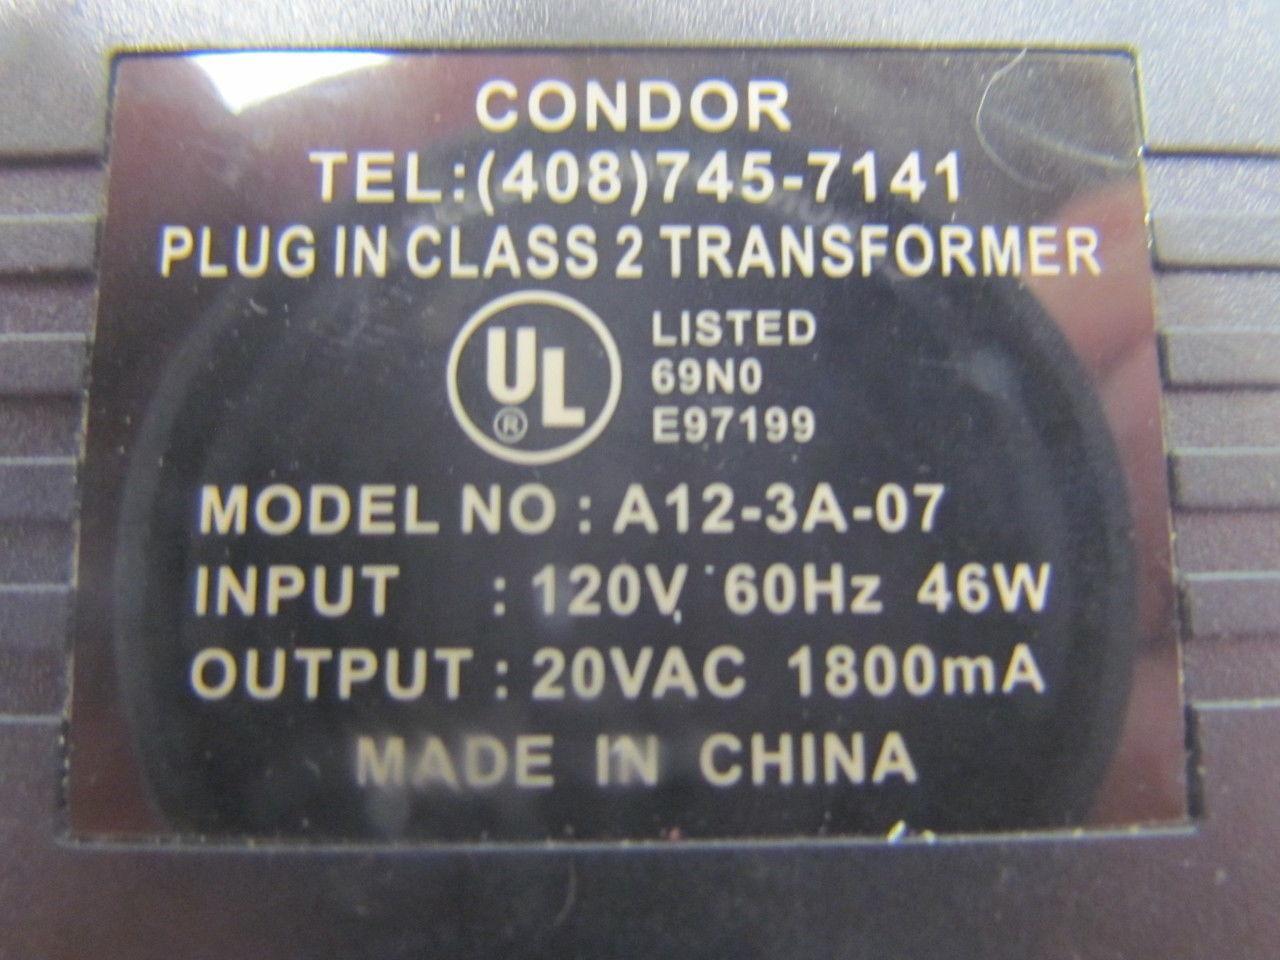 CONDOR
TEL:(408)745-7141
PLUG IN CLASS 2 TRANSFORMER
UL ®
LISTED
69N0
E97199
MODEL NO : A12-3A-07
INPUT : 120V 60Hz 46W
OUTPUT : 20VAC 1800mA
MADE IN CHINA